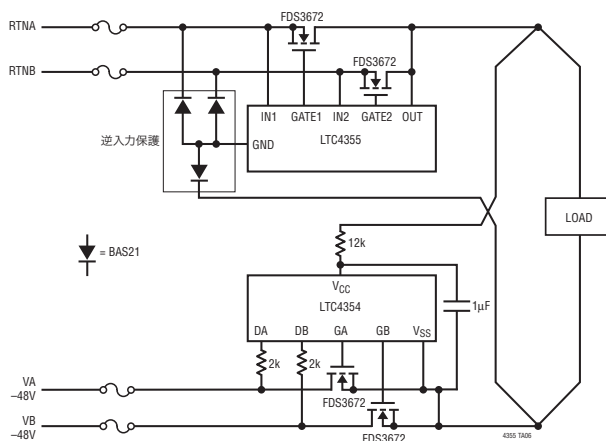 FDS3672
RTNA
FDS3672
RTNB
IN1 GATE1 IN2 GATE2 OUT
逆入力保護
GND
LTC4355
LOAD
12k
= BAS21
VCC
LTC4354
1μF
DA DB GA GB VSS
2k
2k
VA
–48V
FDS3672
VB
–48V
FDS3672
4355 TA06